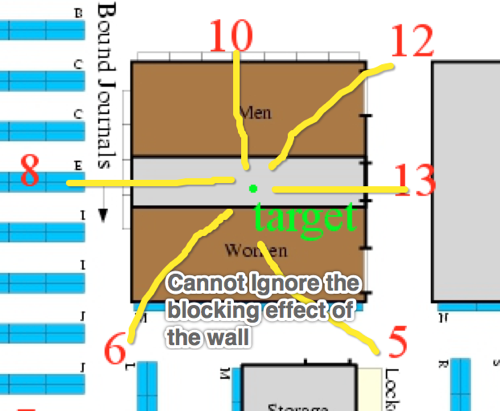 B
10
12
Bound Journals
C
Men
C
8
E
13
target
Women
Cannot Ignore the
blocking effect of
the wall
6
5
J
L
M
R
Storage